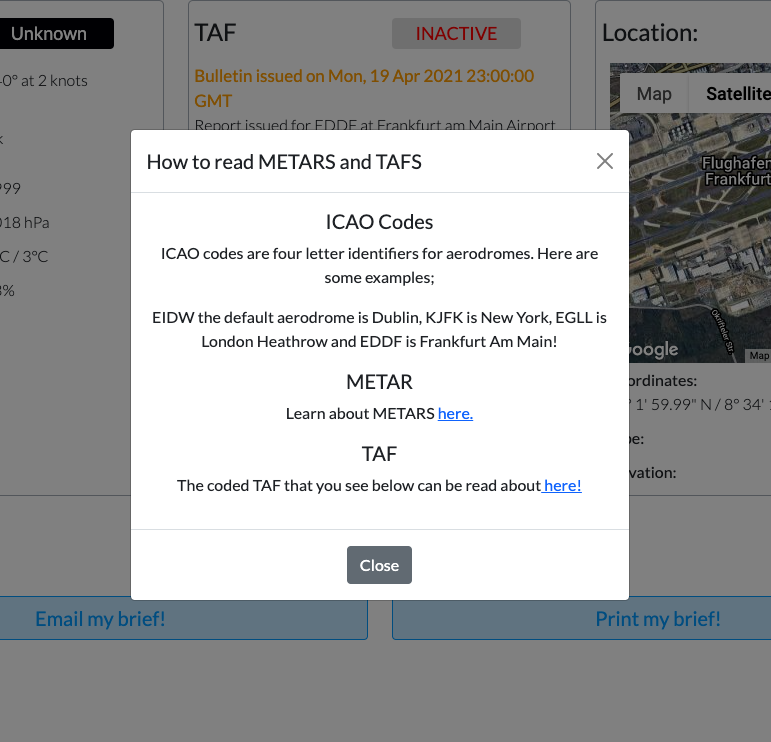 Unknown
TAF
INACTIVE
Location:
0° at 2 knots
Bulletin issued on Mon, 19 Apr 2021 23:00:00
GMT
Report issued for EDDF at Frankfurt am Main Airport
Map
Satellite
Flughafen
Frankfurt
How to read METARS and TAFS
ICAO Codes
ICAO codes are four letter identifiers for aerodromes. Here are
some examples;
EIDW the default aerodrome is Dublin, KJFK is New York, EGLL is
London Heathrow and EDDF is Frankfurt Am Main!
METAR
Learn about METARS here.
TAF
The coded TAF that you see below can be read about here!
Close
999
018 hPa
C / 3°C
%
Okrifteler Str.
oogle
Map
ordinates:
° 1' 59.99" N / 8° 34'
pe:
vation:
Email my brief!
Print my brief!